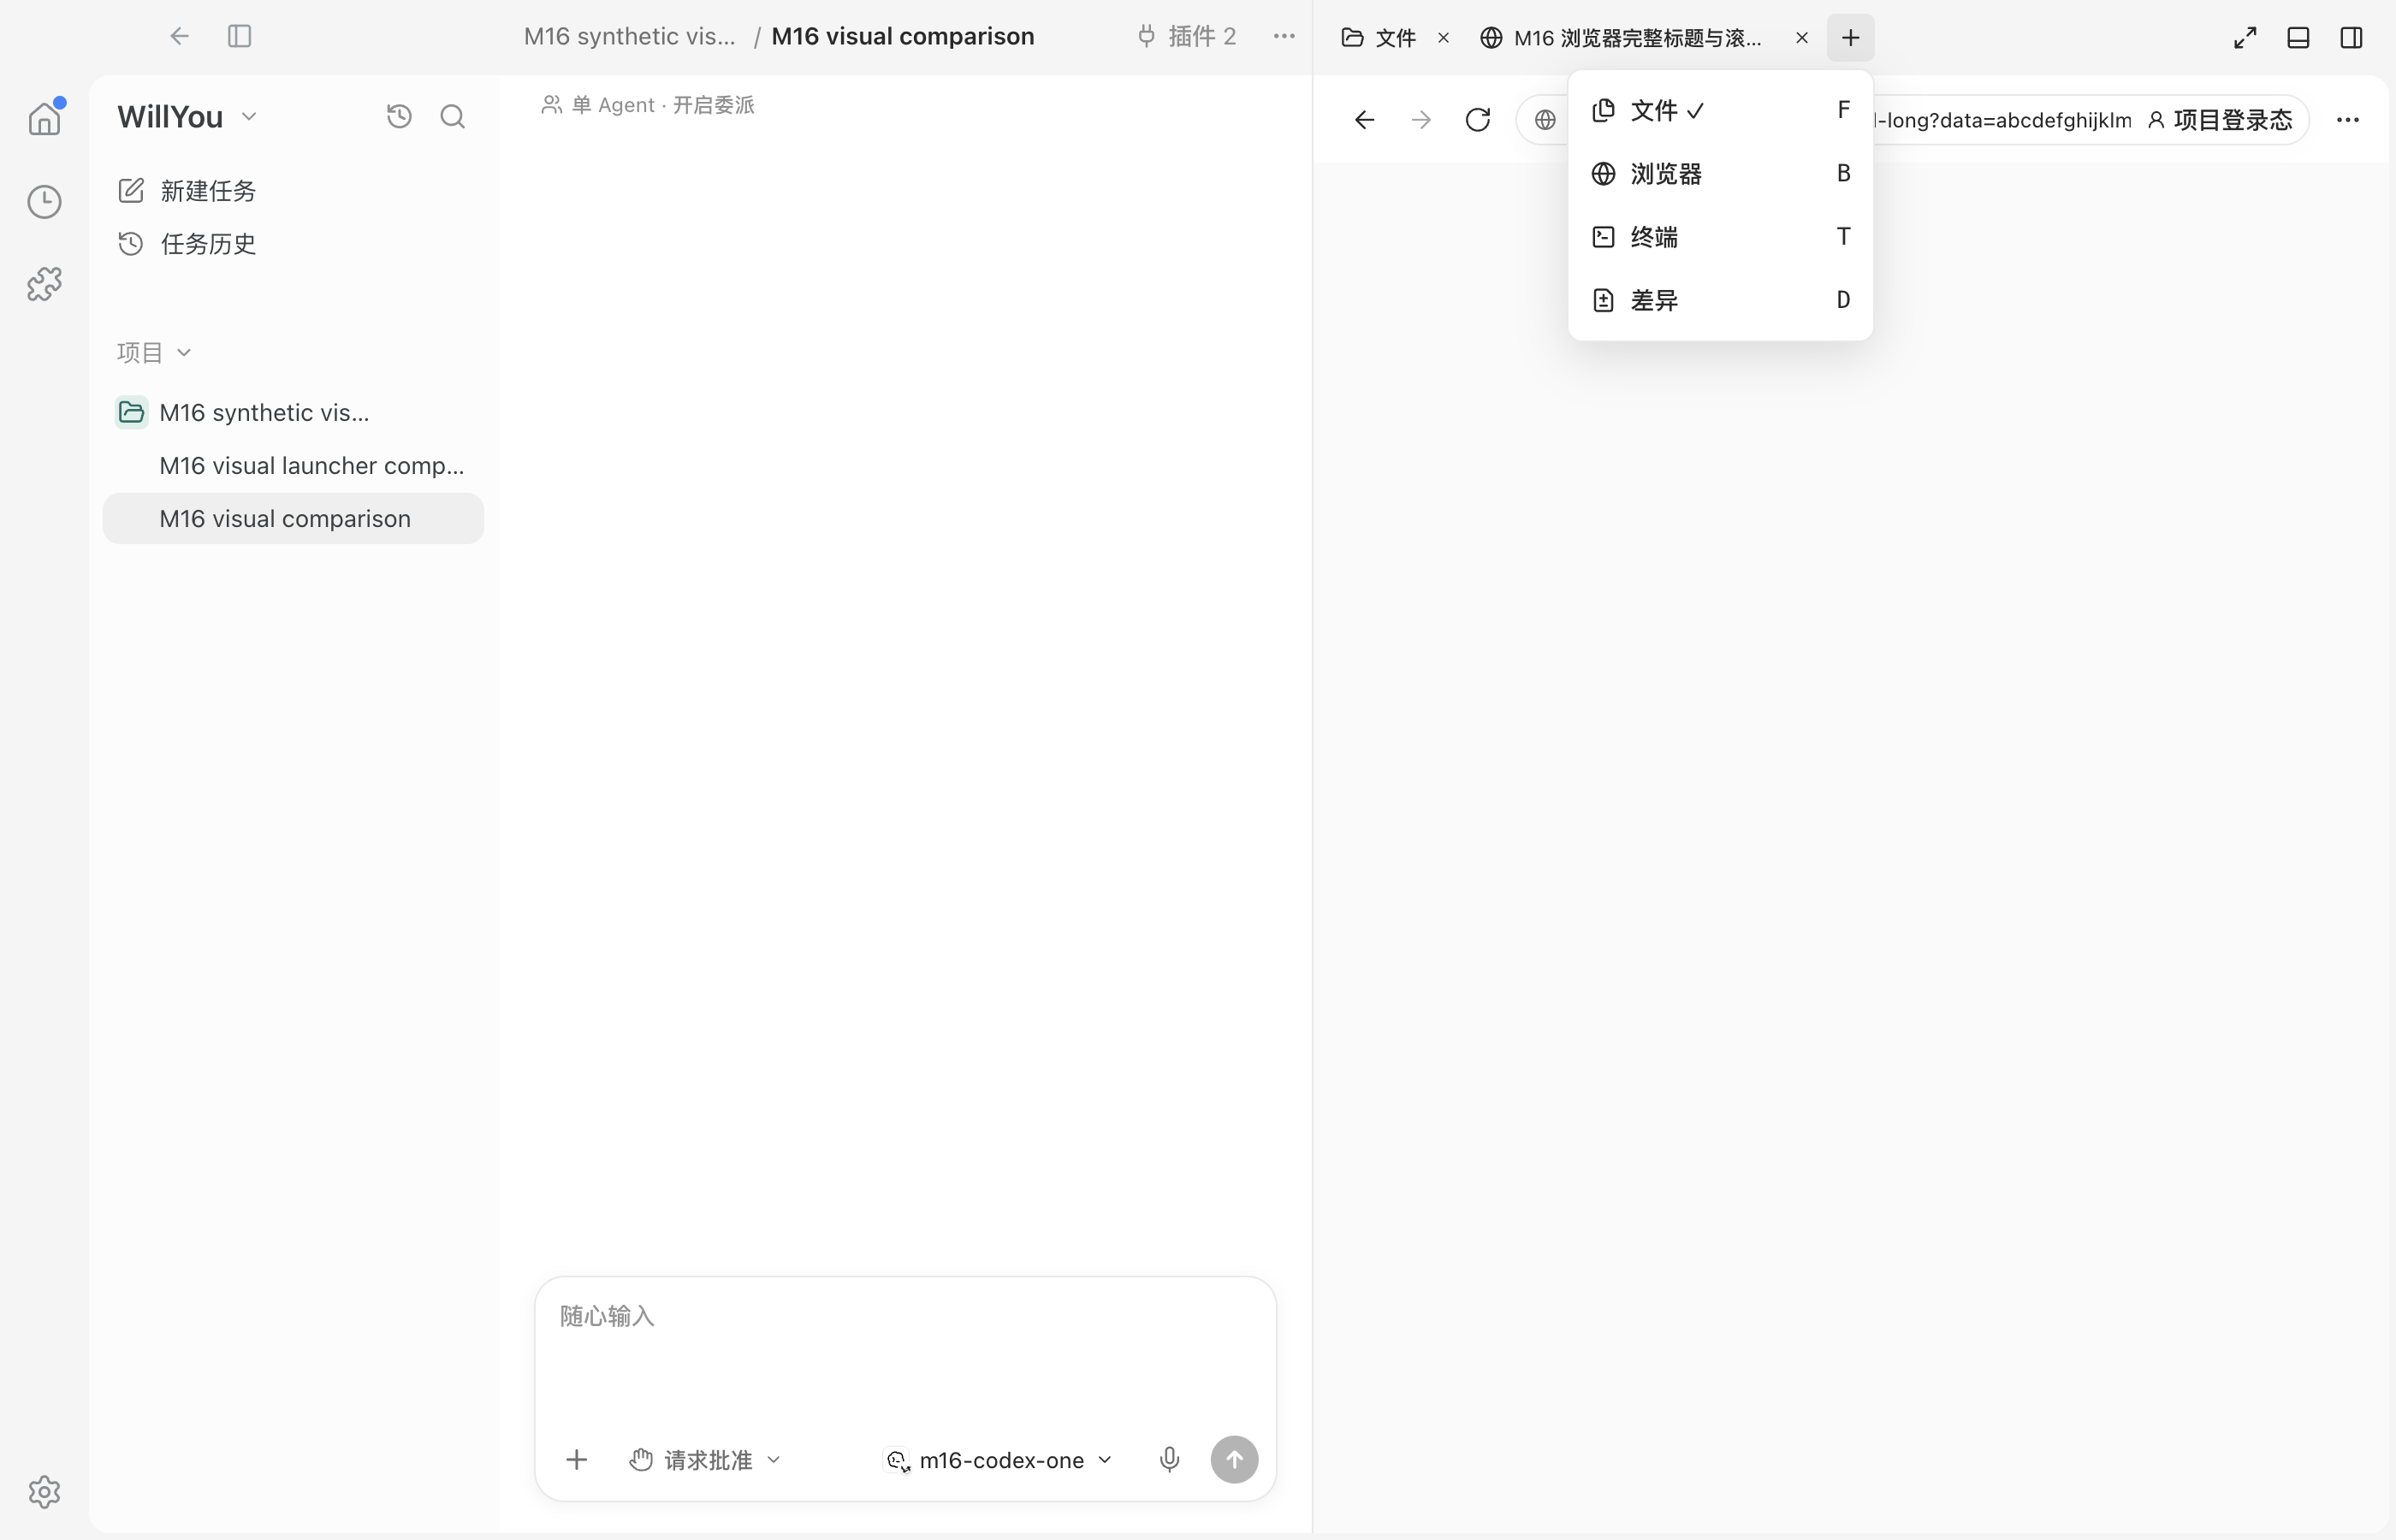 M16 synthetic vis... / M16 visual comparison
插件 2
文件
M16 浏览器完整标题与滚...
WillYou
新建任务
任务历史
项目
M16 synthetic vis...
M16 visual launcher comp...
M16 visual comparison
单 Agent · 开启委派
随心输入
请求批准
m16-codex-one
l-long?data=abcdefghijklm
项目登录态
文件 F
浏览器 B
终端 T
差异 D